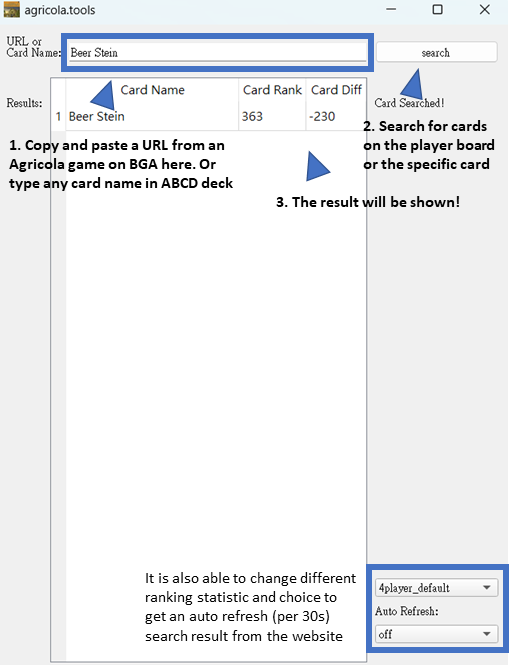 agricola.tools
URL or
Card Name:
Beer Stein
search
Results:
Card Name Card Rank Card Diff
1 Beer Stein 363 -230
Card Searched!
1. Copy and paste a URL from an
Agricola game on BGA here. Or
type any card name in ABCD deck
2. Search for cards
on the player board
or the specific card
3. The result will be shown!
It is also able to change different
ranking statistic and choice to
get an auto refresh (per 30s)
search result from the website
4player_default
Auto Refresh:
off